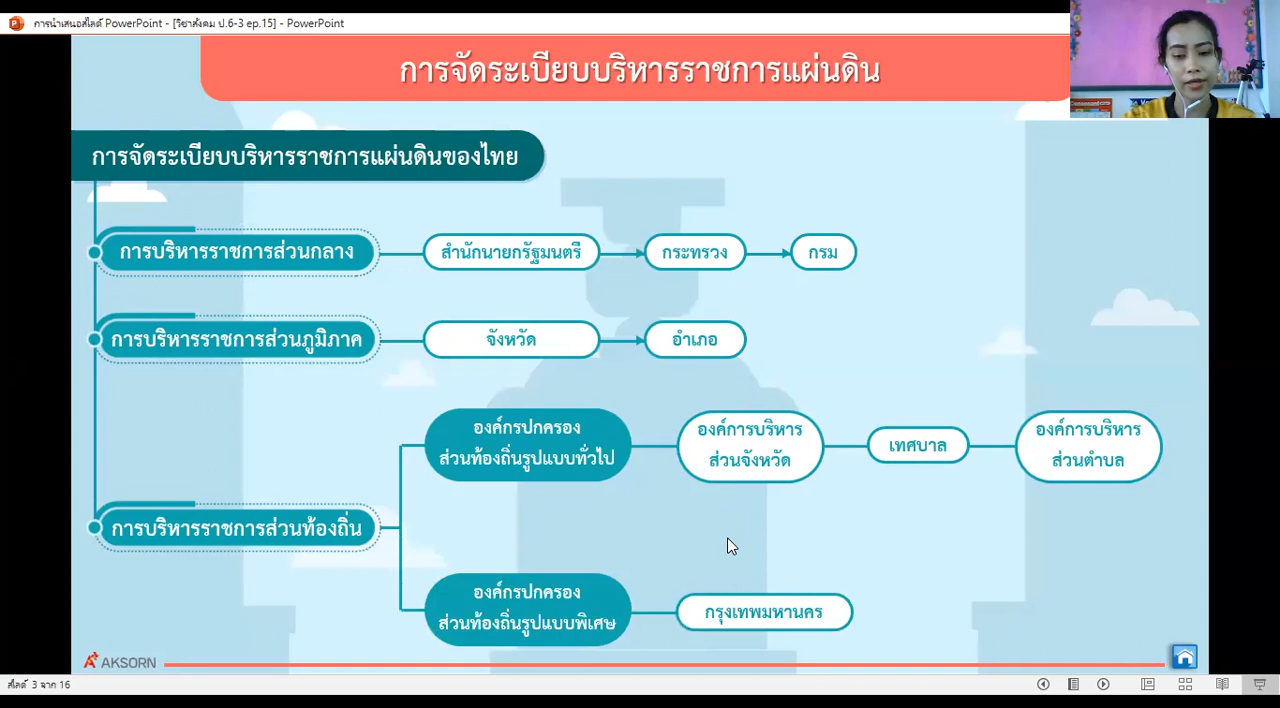 การนำเสนอสไลด์ PowerPoint - [วิชาสังคม ป.6-3 ep.15] - PowerPoint
การจัดระเบียบบริหารราชการแผ่นดิน
การจัดระเบียบบริหารราชการแผ่นดินของไทย
การบริหารราชการส่วนกลาง
สำนักนายกรัฐมนตรี
กระทรวง
กรม
การบริหารราชการส่วนภูมิภาค
จังหวัด
อำเภอ
การบริหารราชการส่วนท้องถิ่น
องค์กรปกครอง
ส่วนท้องถิ่นรูปแบบทั่วไป
องค์การบริหาร
ส่วนจังหวัด
เทศบาล
องค์การบริหาร
ส่วนตำบล
องค์กรปกครอง
ส่วนท้องถิ่นรูปแบบพิเศษ
กรุงเทพมหานคร
AKSORN
สไลด์ 3 จาก 16